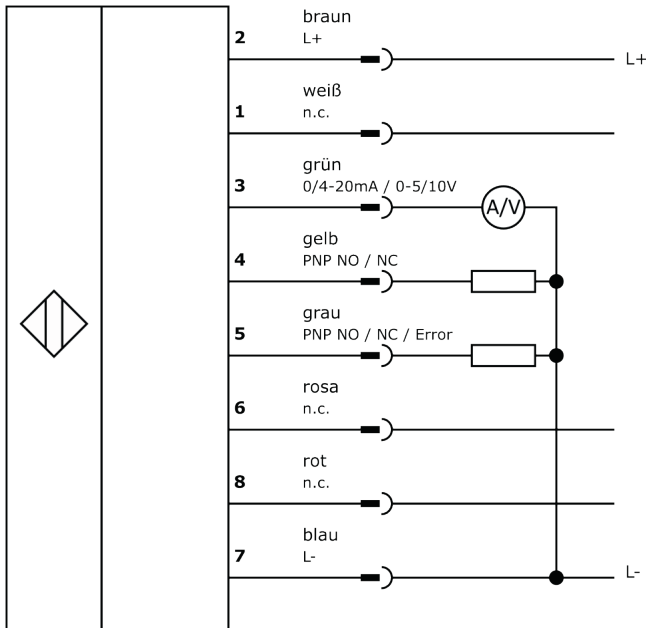 braun
2
L+
L+
weiß
1
n.c.
grün
3
0/4-20mA / 0-5/10V
A/V
gelb
4
PNP NO / NC
grau
5
PNP NO / NC / Error
rosa
6
n.c.
rot
8
n.c.
blau
7
L-
L-